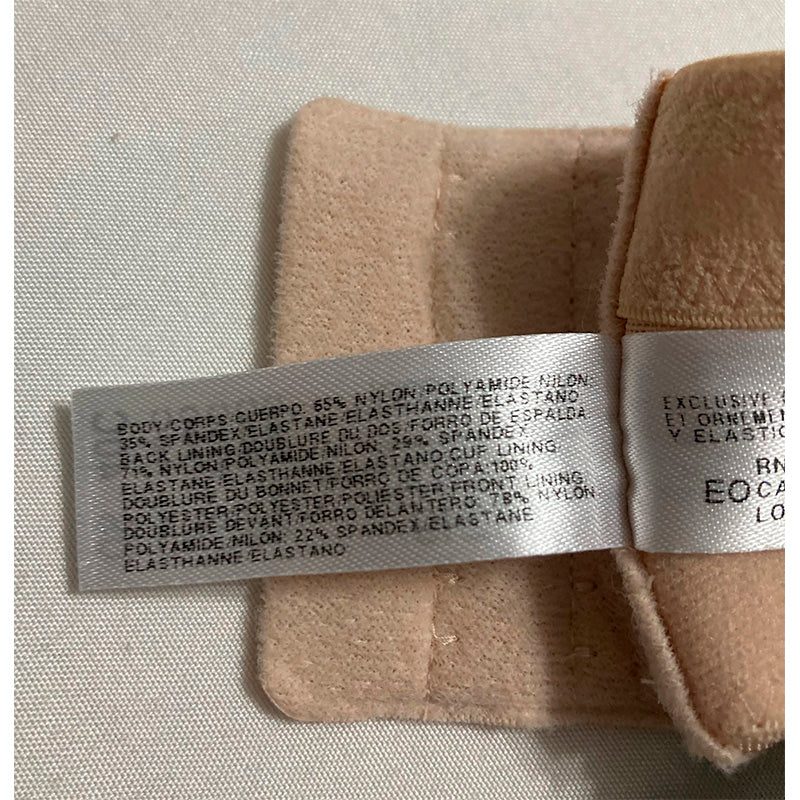 BODY/CORPS/CUERPO: 65% NYLON/POLYAMIDE/NILON:
35% SPANDEX/ELASTANE/ELASTHANNE/ELASTANO
BACK LINING/DOUBLURE DU DOS/FORRO DE ESPALDA:
71% NYLON/POLYAMIDE/NILON: 29% SPANDEX
ELASTANE/ELASTHANNE/ELASTANO CUP LINING
DOUBLURE DU BONNET/FORRO DE COPA:100%
POLYESTER/POLYESTER/POLIESTER FRONT LINING
DOUBLURE DEVANT/FORRO DELANTERO: 78% NYLON
POLYAMIDE/NILON: 22% SPANDEX/ELASTANE
ELASTHANNE/ELASTANO
EXCLUSIVE
ET ORNEMEN
Y ELASTIC
RN
EO CA
LO